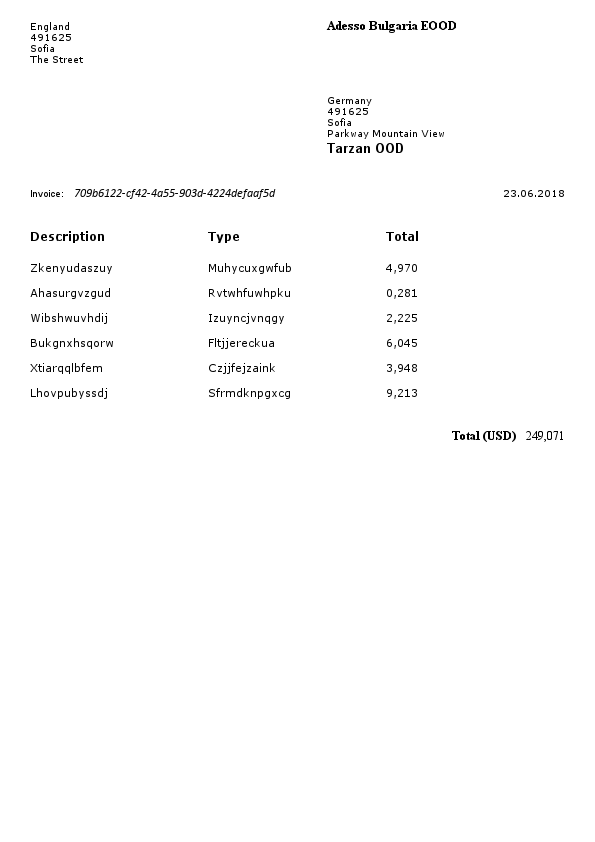 England
491625
Sofia
The Street
Adesso Bulgaria EOOD
Germany
491625
Sofia
Parkway Mountain View
Tarzan OOD
Invoice: 709b6122-cf42-4a55-903d-4224defaaf5d 23.06.2018
Description Type Total
Zkenyudaszuy Muhycuxgwfub 4,970
Ahasurgvzgud Rvtwhfuwhpku 0,281
Wibshwuvhdij Izuyncjvnqgy 2,225
Bukgnxhsqorw Fltjjereckua 6,045
Xtiarqqlbfem Czjjfejzaink 3,948
Lhovpubyssdj Sfrmdknpgxcg 9,213
Total (USD) 249,071